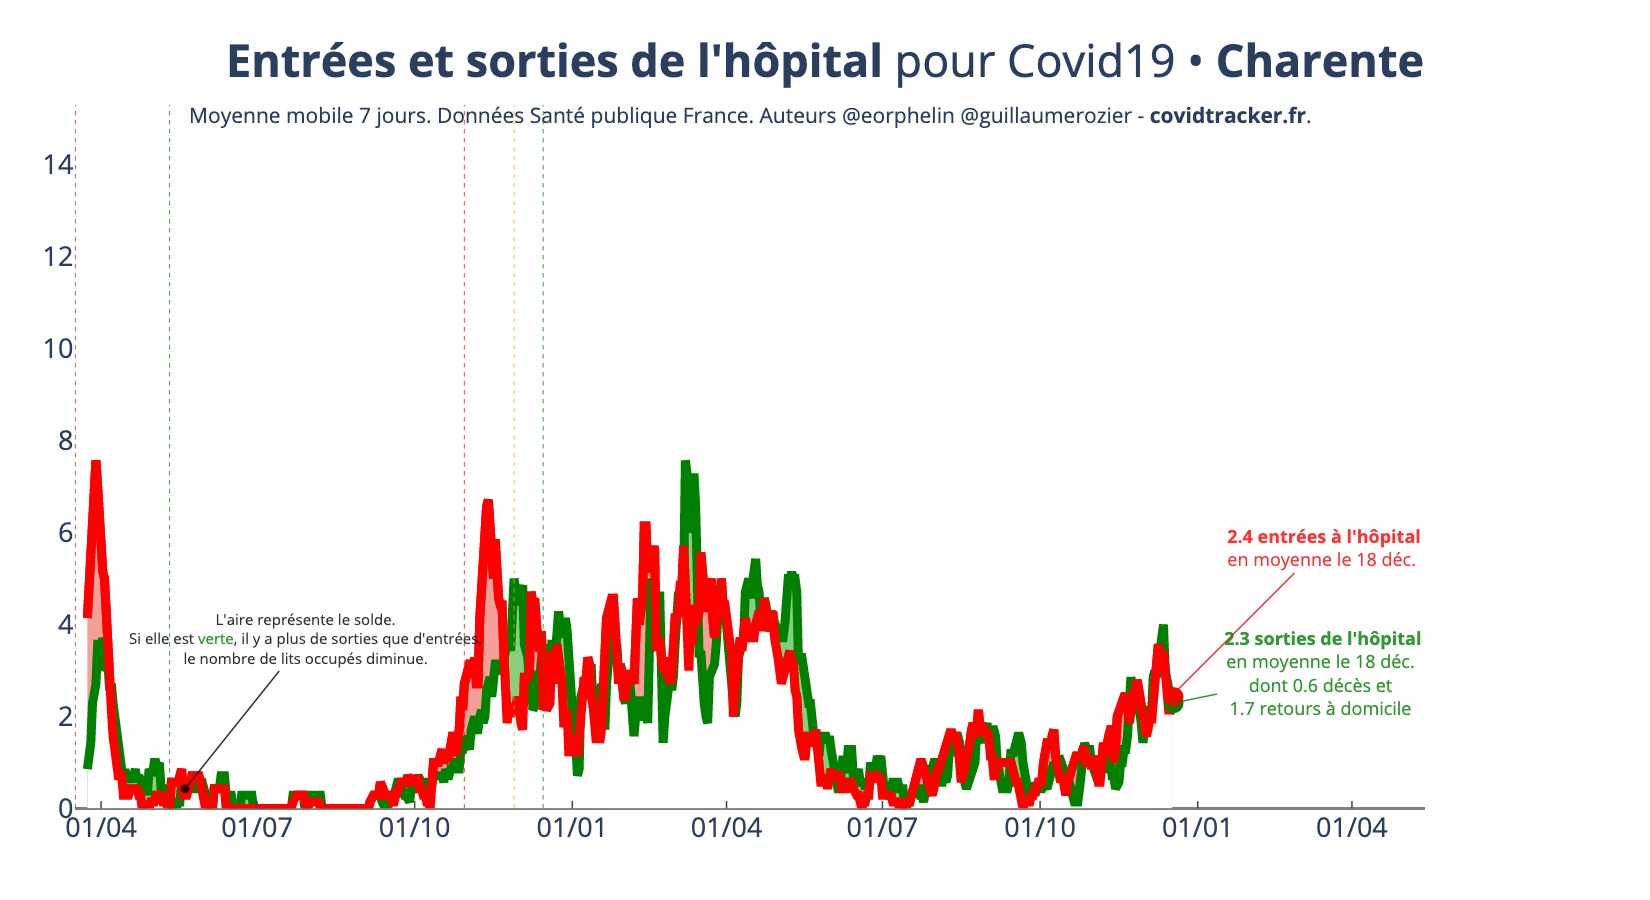 Entrées et sorties de l'hôpital pour Covid19 • Charente
Moyenne mobile 7 jours. Données Santé publique France. Auteurs @eorphelin @guillaumerozier - covidtracker.fr.
14
12
10
8
6
4
2
0
L'aire représente le solde.
Si elle est verte, il y a plus de sorties que d'entrées,
le nombre de lits occupés diminue.
2.4 entrées à l'hôpital
en moyenne le 18 déc.
2.3 sorties de l'hôpital
en moyenne le 18 déc.
dont 0.6 décès et
1.7 retours à domicile
01/04 01/07 01/10 01/01 01/04 01/07 01/10 01/01 01/04